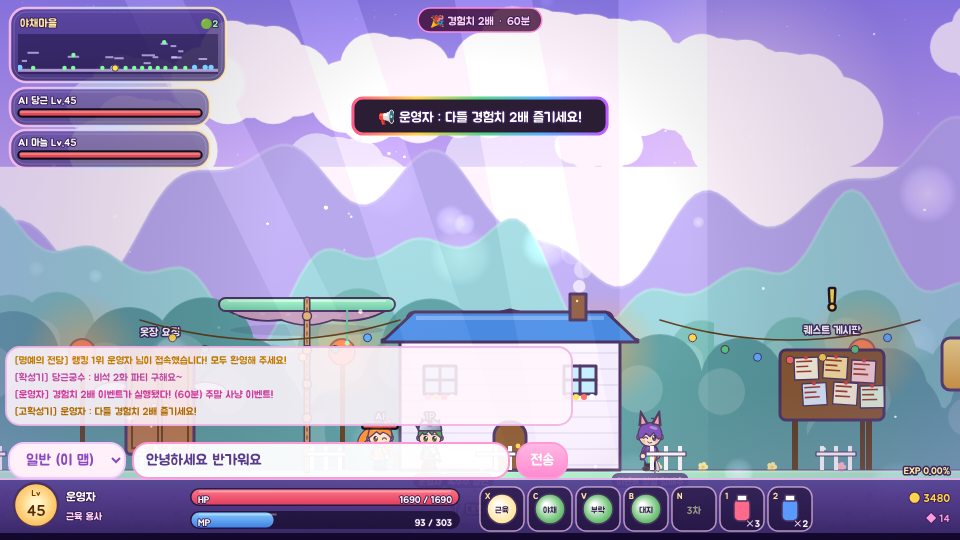 야채마을
2
AI 당근 Lv.45
AI 마늘 Lv.45
🎉 경험치 2배 · 60분
📢 운영자 : 다들 경험치 2배 즐기세요!
옷장 요정
퀘스트 게시판
[명예의 전당] 랭킹 1위 운영자 님이 접속했습니다! 모두 환영해 주세요!
[확성기] 당근궁수 : 비석 2화 파티 구해요~
[운영자] 경험치 2배 이벤트가 실행됐다! (60분) 주말 사냥 이벤트!
[고확성기] 운영자 : 다들 경험치 2배 즐기세요!
일반 (이 맵)
안녕하세요 반가워요
전송
EXP 0.00%
Lv
45
운영자
근육 용사
HP 1690 / 1690
MP 93 / 303
X 근육
C 야채
V 부락
B 대지
N 3차
1 ×3
2 ×2
3480
14